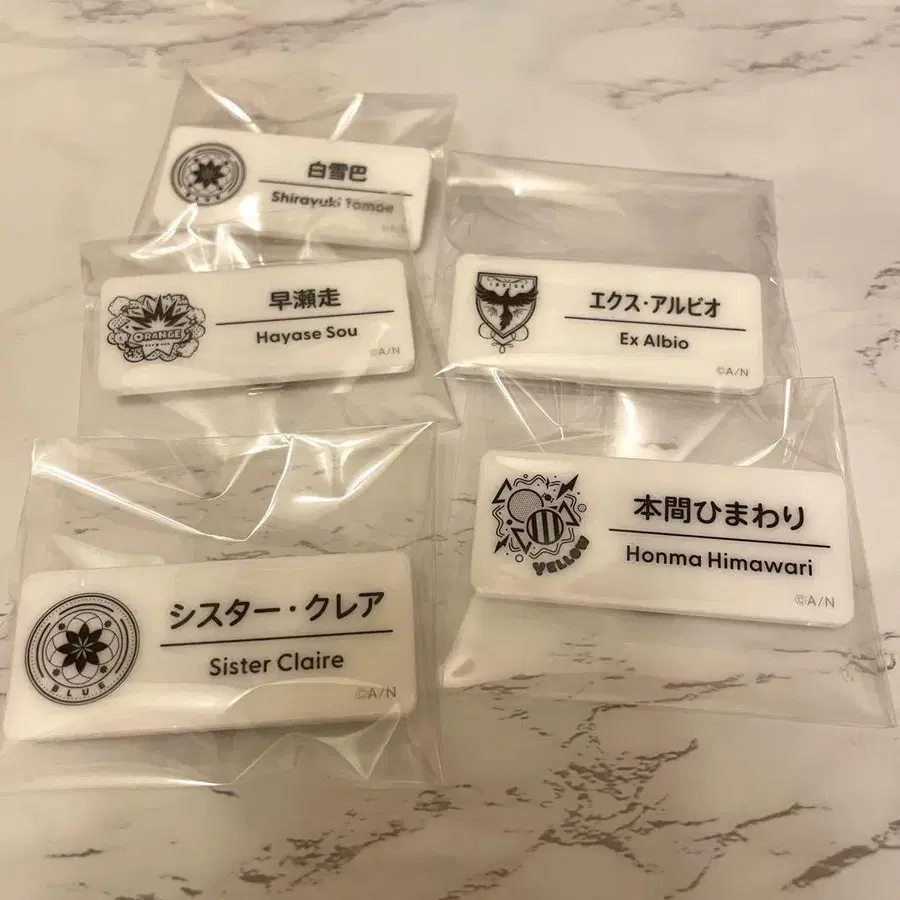 BLUE
白雪巴
Shirayuki Tomoe
©A/N
ORANGE
早瀬走
Hayase Sou
©A/N
エクス・アルビオ
Ex Albio
©A/N
YELLOW
本間ひまわり
Honma Himawari
©A/N
BLUE
シスター・クレア
Sister Claire
©A/N